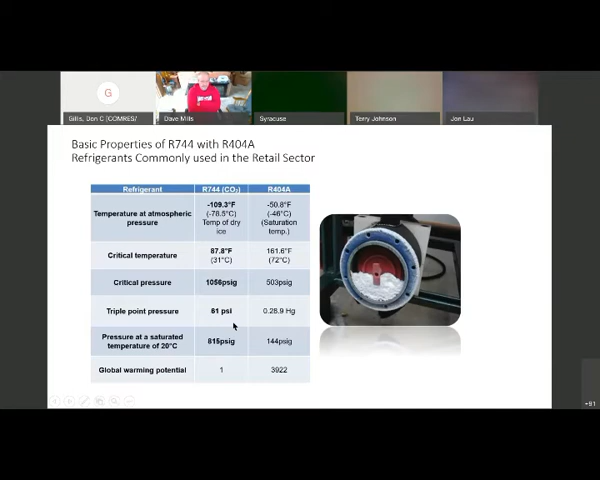 G
Gillis, Don C [COMRES/
Dave Mills
Syracuse
Terry Johnson
Jon Lau
Basic Properties of R744 with R404A
Refrigerants Commonly used in the Retail Sector
Refrigerant R744 (CO₂) R404A
Temperature at atmospheric pressure -109.3°F (-78.5°C) Temp of dry ice -50.8°F (-46°C) (Saturation temp.)
Critical temperature 87.8°F (31°C) 161.6°F (72°C)
Critical pressure 1056psig 503psig
Triple point pressure 61 psi 0.28.9 Hg
Pressure at a saturated temperature of 20°C 815psig 144psig
Global warming potential 1 3922
+91